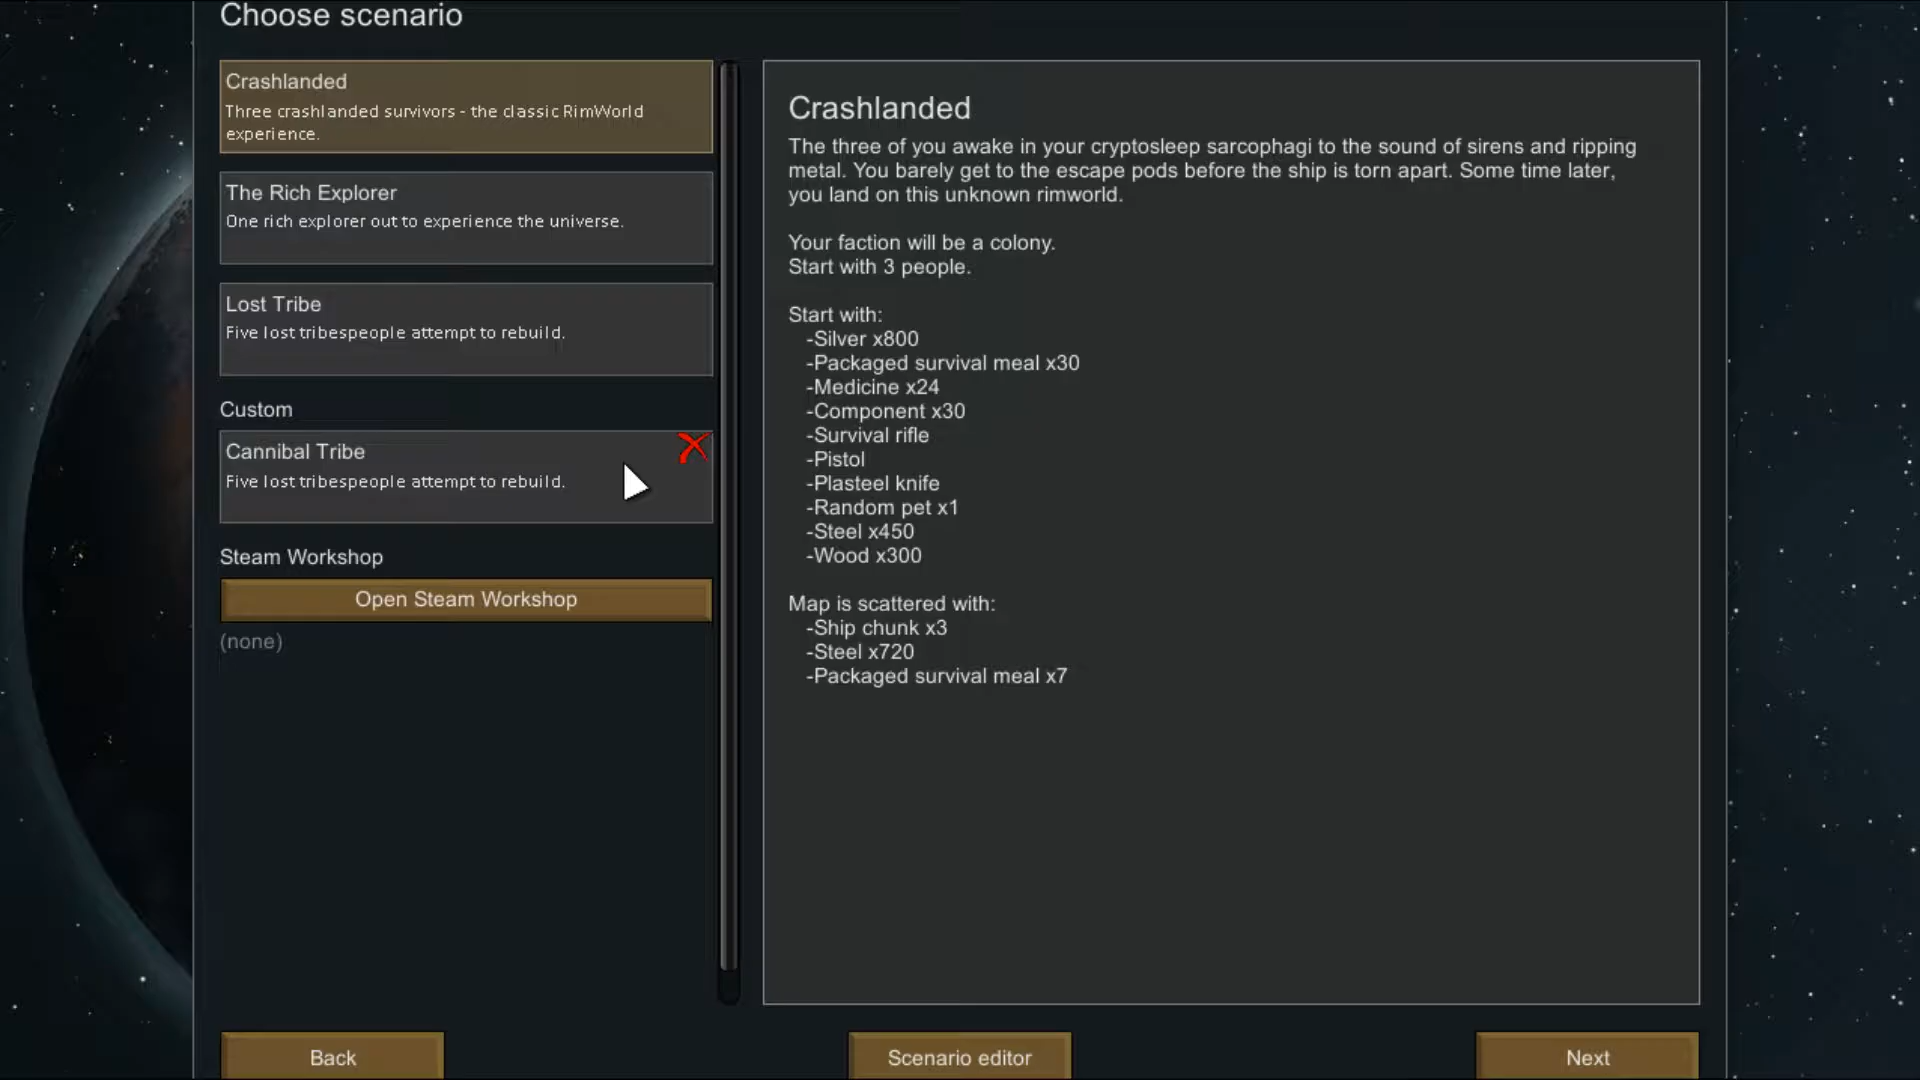 Choose scenario
Crashlanded
Three crashlanded survivors - the classic RimWorld
experience.
The Rich Explorer
One rich explorer out to experience the universe.
Lost Tribe
Five lost tribespeople attempt to rebuild.
Custom
Cannibal Tribe
Five lost tribespeople attempt to rebuild.
Steam Workshop
Open Steam Workshop
(none)
Crashlanded
The three of you awake in your cryptosleep sarcophagi to the sound of sirens and ripping
metal. You barely get to the escape pods before the ship is torn apart. Some time later,
you land on this unknown rimworld.
Your faction will be a colony.
Start with 3 people.
Start with:
-Silver x800
-Packaged survival meal x30
-Medicine x24
-Component x30
-Survival rifle
-Pistol
-Plasteel knife
-Random pet x1
-Steel x450
-Wood x300
Map is scattered with:
-Ship chunk x3
-Steel x720
-Packaged survival meal x7
Back
Scenario editor
Next